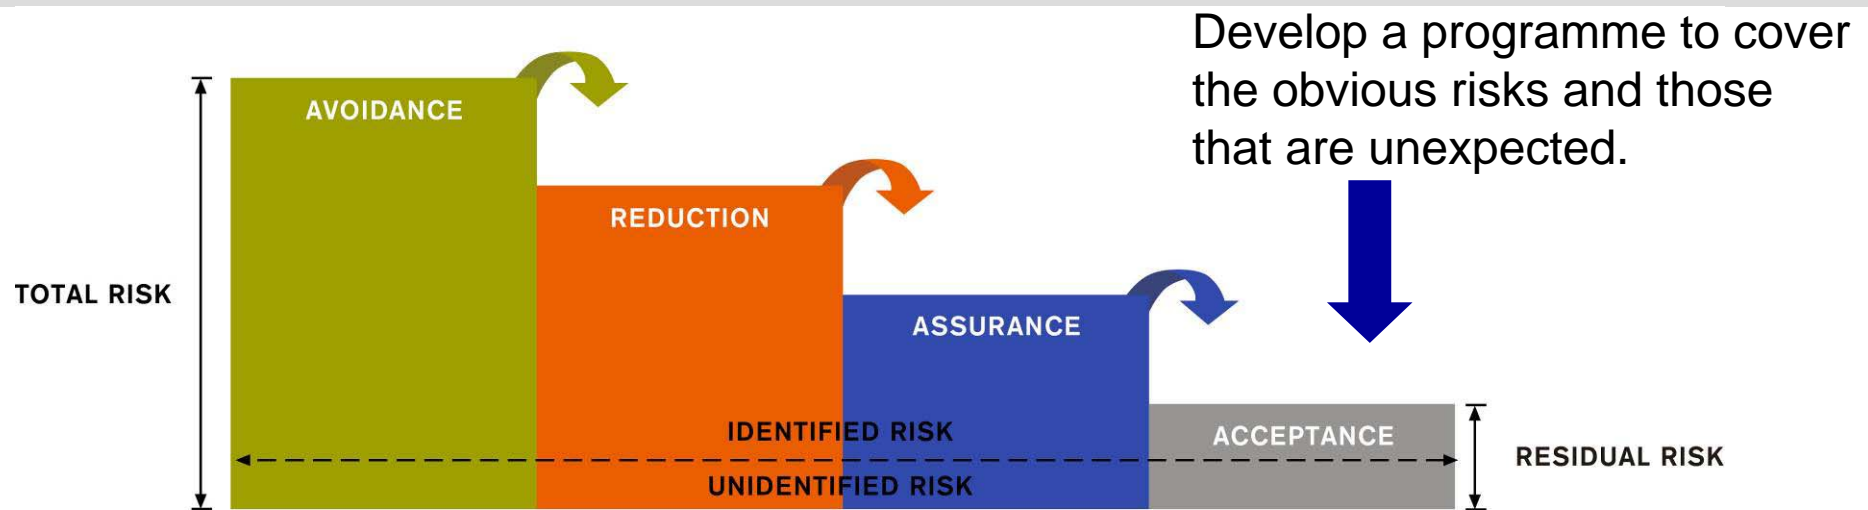 Develop a programme to cover
the obvious risks and those
that are unexpected.
AVOIDANCE
REDUCTION
TOTAL RISK
ASSURANCE
IDENTIFIED RISK
ACCEPTANCE
RESIDUAL RISK
UNIDENTIFIED RISK